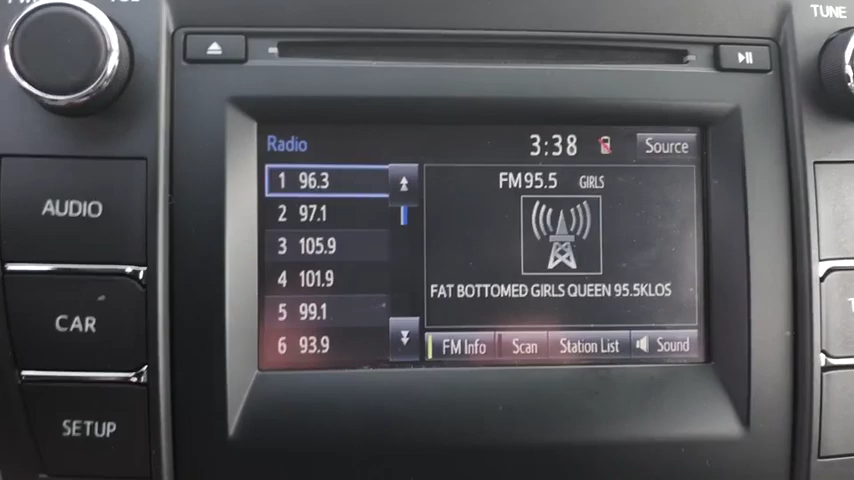 TUNE
Radio
3:38
Source
1 96.3
2 97.1
3 105.9
4 101.9
5 99.1
6 93.9
FM95.5 GIRLS
FAT BOTTOMED GIRLS QUEEN 95.5KLOS
FM Info
Scan
Station List
Sound
AUDIO
CAR
SETUP